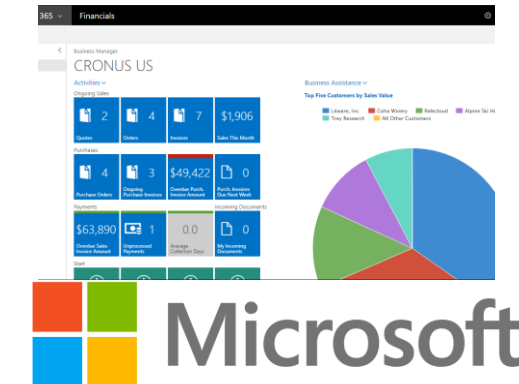 365 Financials
Business Manager
CRONUS US
Activities
Ongoing Sales
2 4 7 $1,906
Quotes Orders Invoices Sales This Month
Purchases
4 3 $49,422 0
Purchase Orders Ongoing Purchase Invoices Overdue Purch. Invoice Amount Purch. Invoices Due Next Week
Payments Incoming Documents
$63,890 1 0.0 0
Overdue Sales Invoice Amount Unprocessed Payments Average Collection Days My Incoming Documents
Start
Business Assistance
Top Five Customers by Sales Value
Litware, Inc. Coho Winery Relecloud Alpine Ski
Trey Research All Other Customers
Microsoft